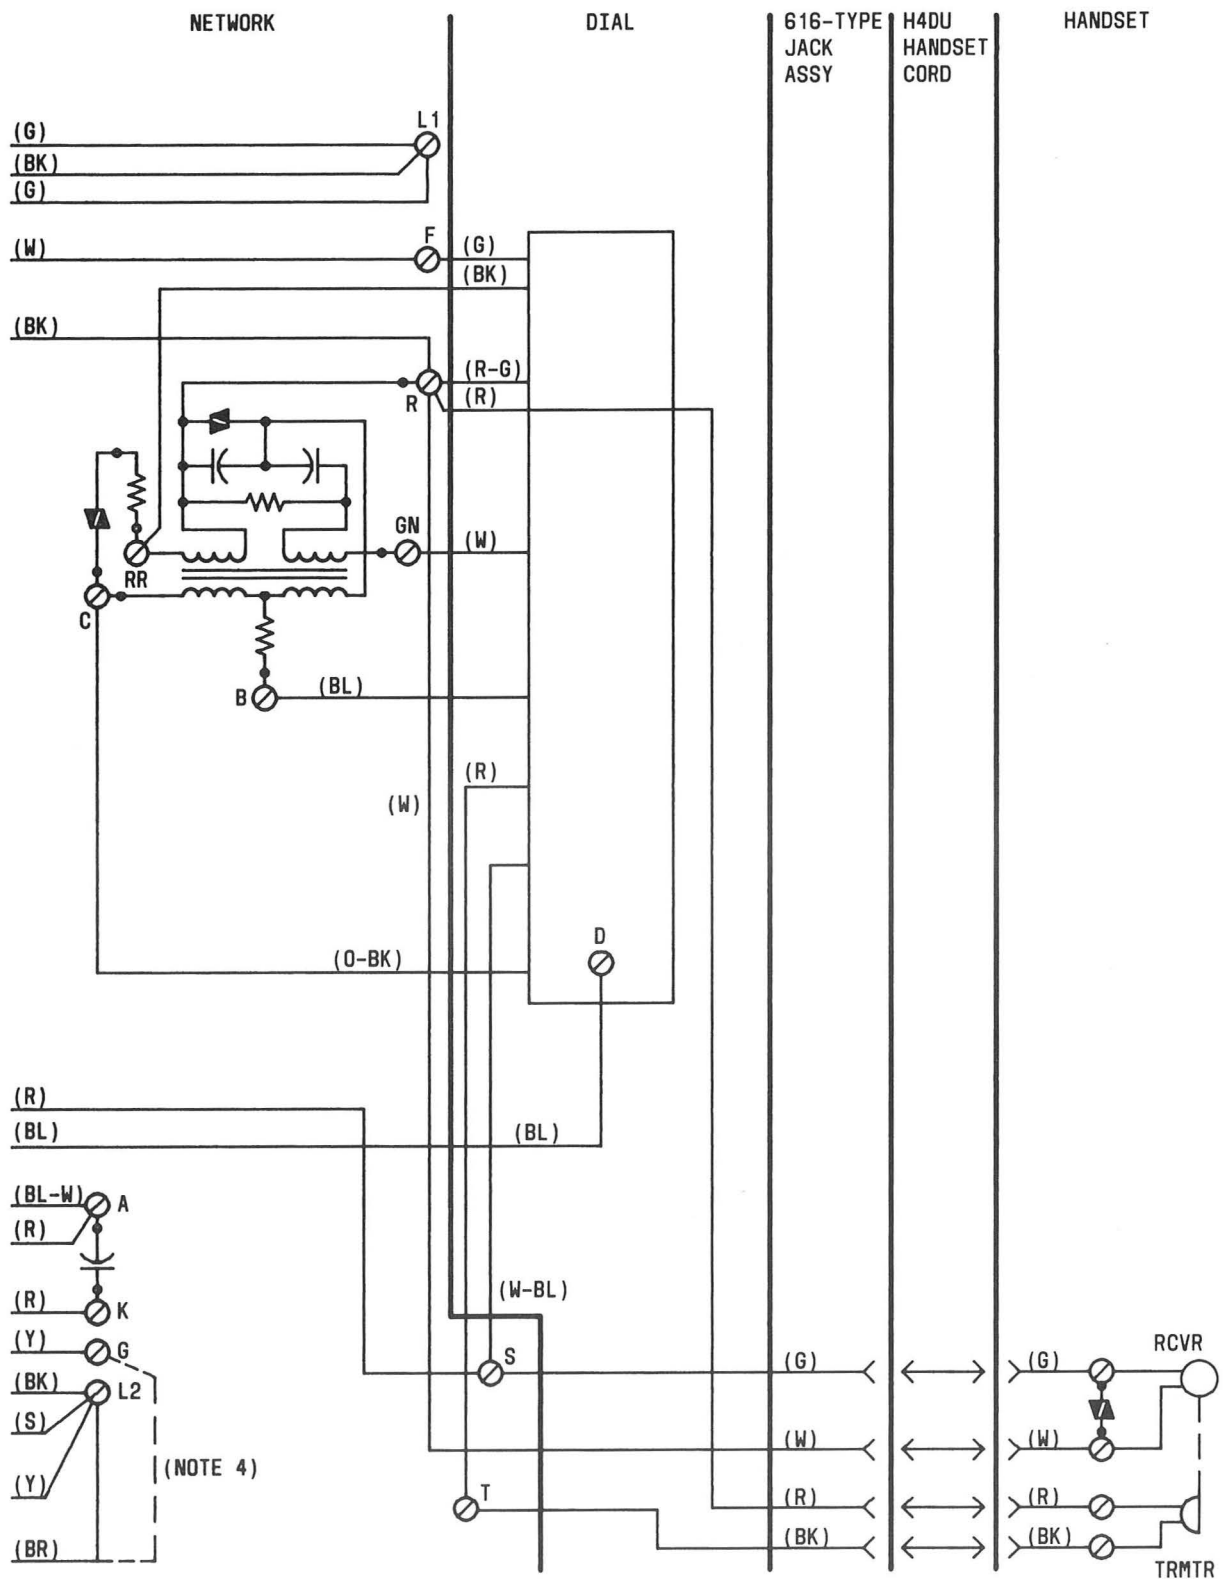 NETWORK
DIAL
616-TYPE
JACK
ASSY
H4DU
HANDSET
CORD
HANDSET
L1
(G)
(BK)
(G)
(W)
F
(G)
(BK)
(BK)
R
(R-G)
(R)
GN
(W)
RR
C
B
(BL)
(R)
(W)
D
(O-BK)
(R)
(BL)
(BL)
(BL-W)
A
(R)
(R)
K
(W-BL)
(Y)
G
S
(G)
(G)
RCVR
(BK)
L2
(S)
(W)
(W)
(Y)
(NOTE 4)
T
(R)
(R)
(BR)
(BK)
(BK)
TRMTR